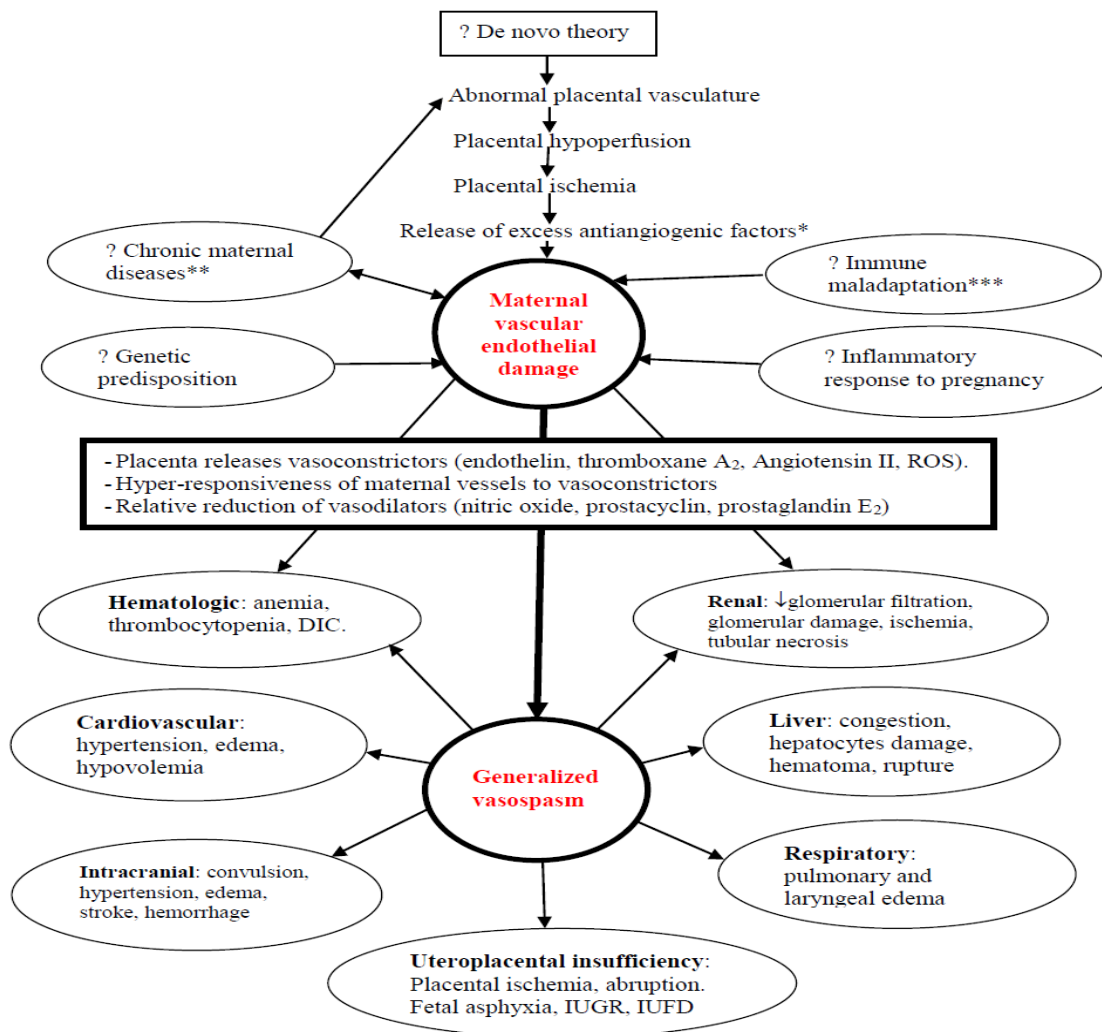 ? De novo theory
Abnormal placental vasculature
Placental hypoperfusion
Placental ischemia
Release of excess antiangiogenic factors*
? Chronic maternal
diseases**
? Immune
maladaptation***
Maternal
vascular
endothelial
damage
? Genetic
predisposition
? Inflammatory
response to pregnancy
- Placenta releases vasoconstrictors (endothelin, thromboxane A₂, Angiotensin II, ROS).
- Hyper-responsiveness of maternal vessels to vasoconstrictors
- Relative reduction of vasodilators (nitric oxide, prostacyclin, prostaglandin E₂)
Hematologic: anemia,
thrombocytopenia, DIC.
Renal: ↓glomerular filtration,
glomerular damage, ischemia,
tubular necrosis
Cardiovascular:
hypertension, edema,
hypovolemia
Liver: congestion,
hepatocytes damage,
hematoma, rupture
Generalized
vasospasm
Intracranial: convulsion,
hypertension, edema,
stroke, hemorrhage
Respiratory:
pulmonary and
laryngeal edema
Uteroplacental insufficiency:
Placental ischemia, abruption.
Fetal asphyxia, IUGR, IUFD